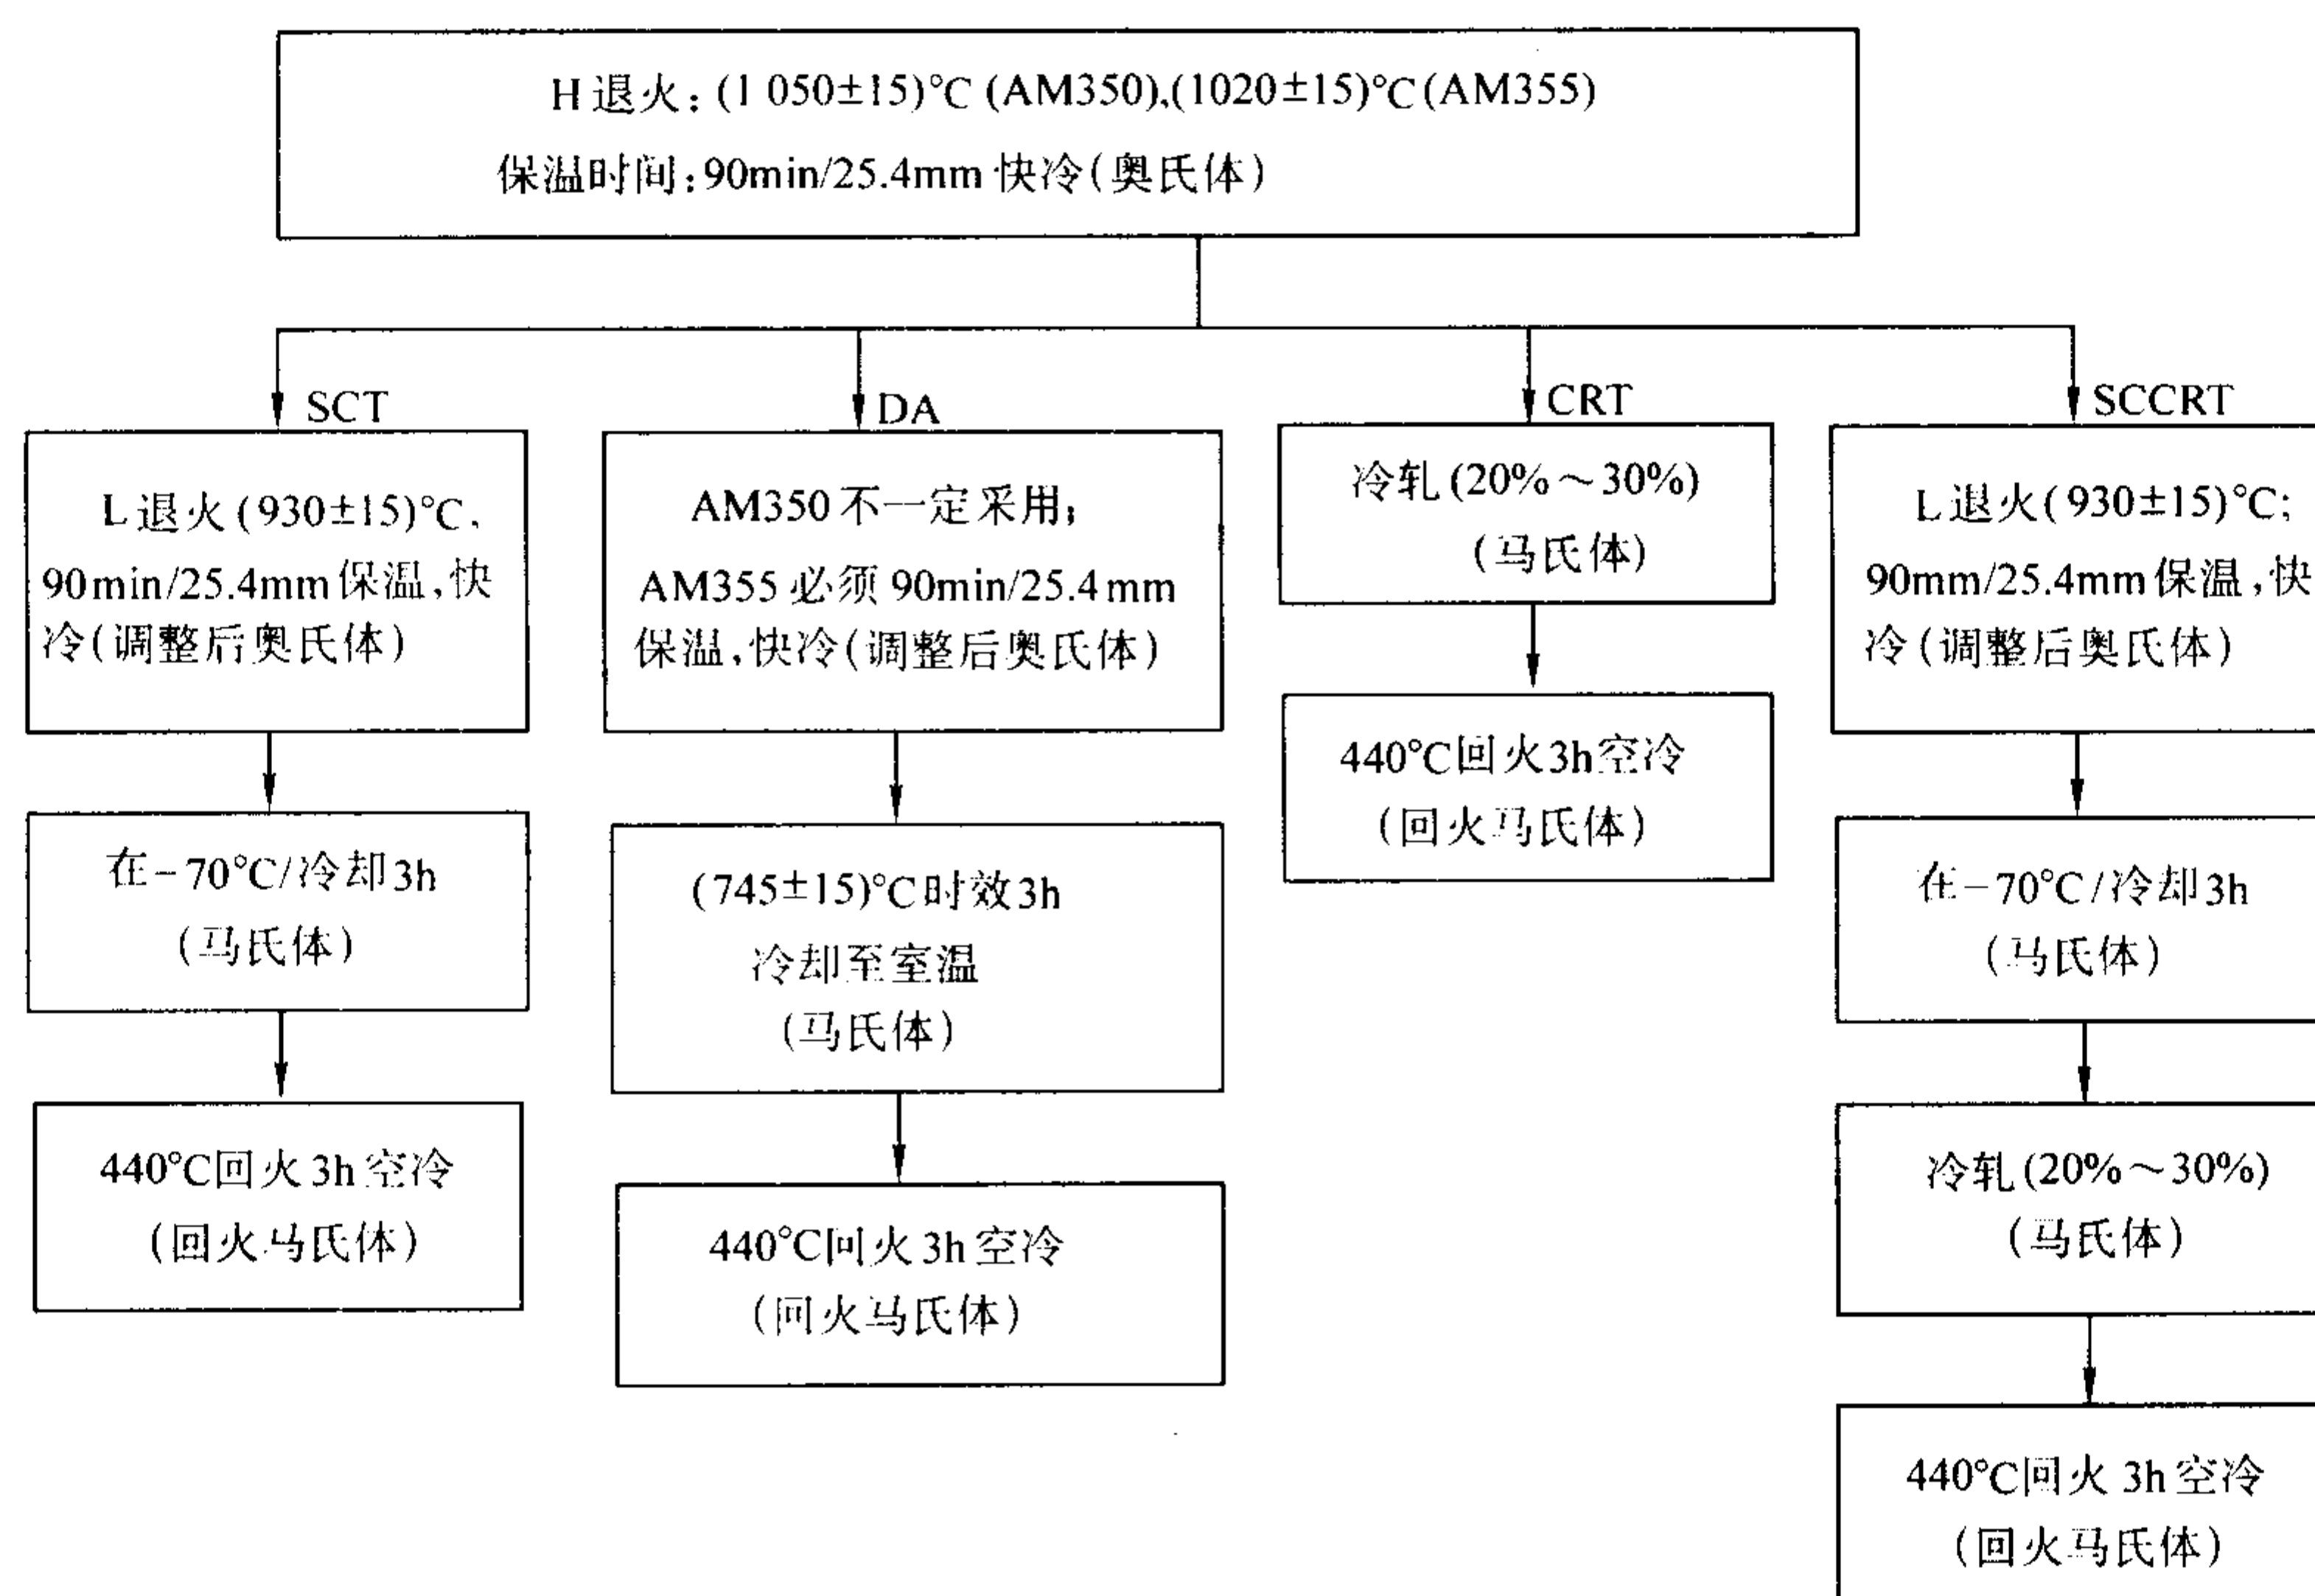 H 退火：(1 050±15)℃ (AM350),(1020±15)℃(AM355)
保温时间：90min/25.4mm 快冷(奥氏体)
SCT
L 退火 (930±15)℃.
90min/25.4mm 保温,快
冷(调整后奥氏体)
在-70℃/冷却3h
(马氏体)
440℃回火 3h 空冷
(回火马氏体)
DA
AM350 不一定采用；
AM355 必须 90min/25.4 mm
保温,快冷(调整后奥氏体)
(745±15)℃时效3h
冷却至室温
(马氏体)
440℃回火 3h 空冷
(回火马氏体)
CRT
冷轧 (20%～30%)
(马氏体)
440℃回火3h空冷
(回火马氏体)
SCCRT
L 退火(930±15)℃;
90mm/25.4mm保温,快
冷(调整后奥氏体)
在-70℃/冷却3h
(马氏体)
冷轧(20%～30%)
(马氏体)
440℃回火 3h 空冷
(回火马氏体)